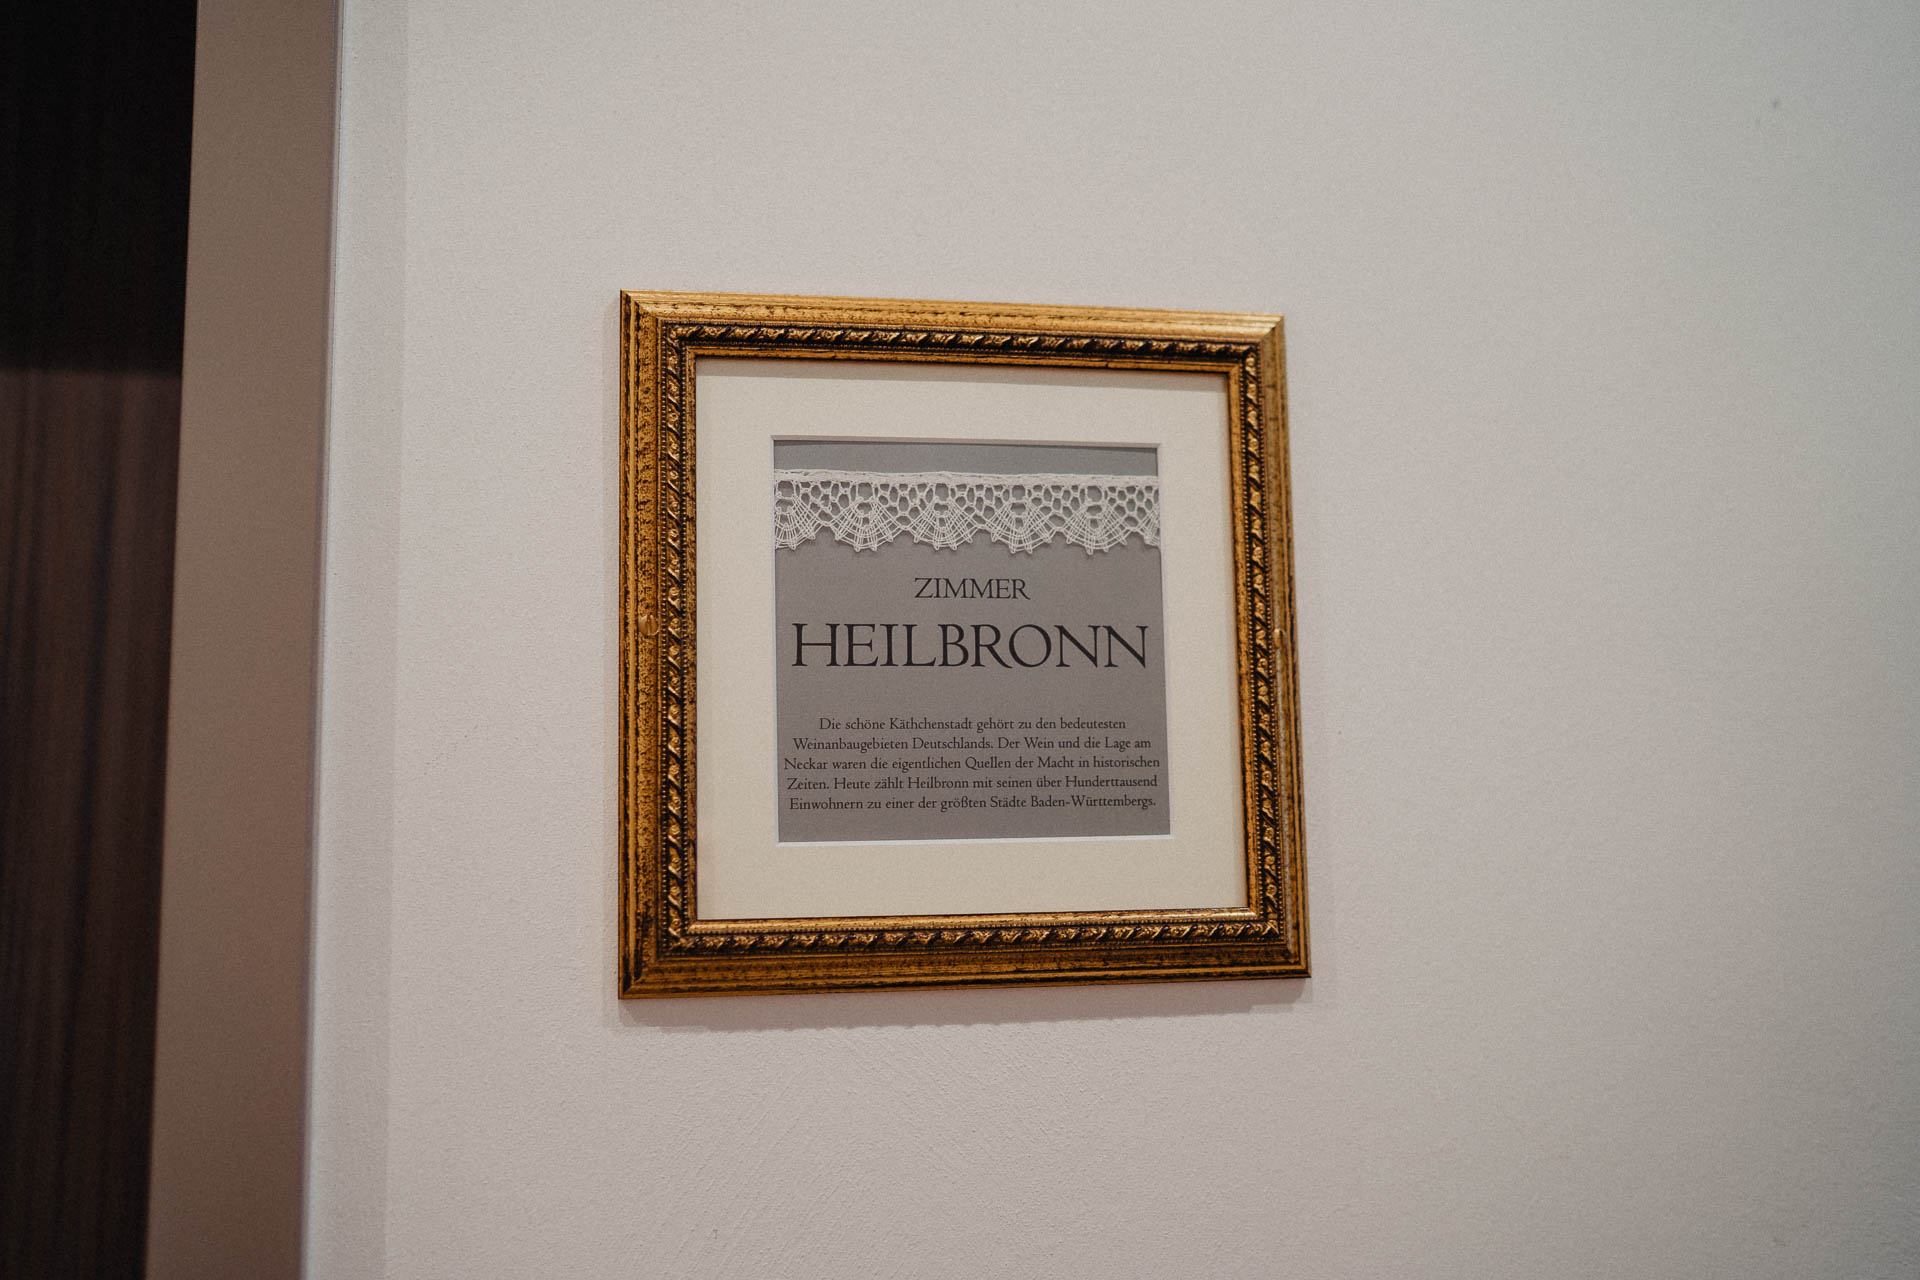 ZIMMER
HEILBRONN
Die schöne Käthchenstadt gehört zu den bedeutesten
Weinanbaugebieten Deutschlands. Der Wein und die Lage am
Neckar waren die eigentlichen Quellen der Macht in historischen
Zeiten. Heute zählt Heilbronn mit seinen über Hunderttausend
Einwohnern zu einer der größten Städte Baden-Württembergs.